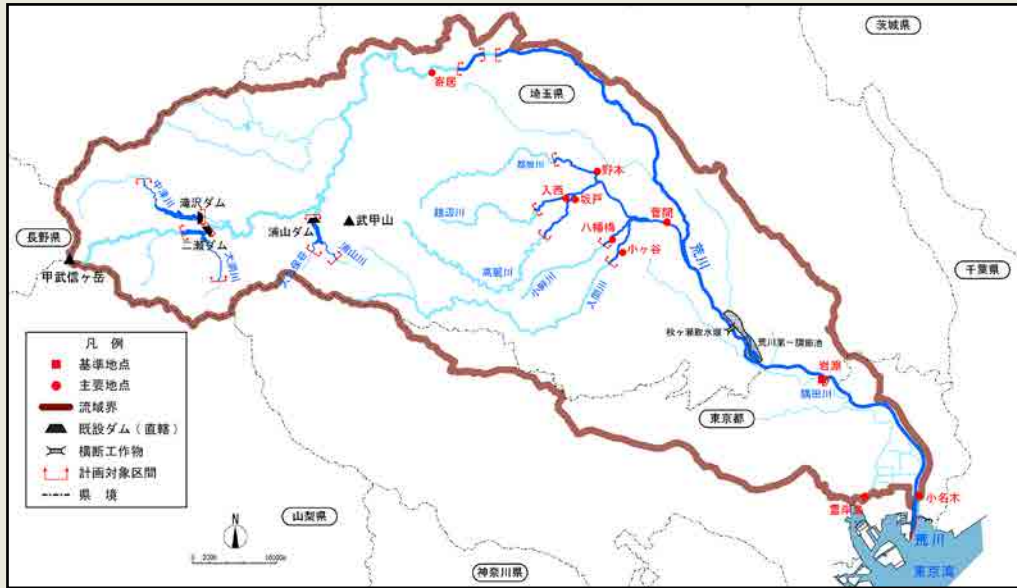 茨城県
寄居
埼玉県
都幾川
野本
中津川
滝沢ダム
入西
坂戸
越辺川
菅間
武甲山
八幡橋
長野県
二瀬ダム
浦山ダム
小ヶ谷
荒川
甲武信ヶ岳
大洞川
浦山川
高麗川
小畔川
入間川
千葉県
秋ヶ瀬取水堰
荒川第一調節池
凡 例
基準地点
主要地点
流域界
既設ダム（直轄）
横断工作物
計画対象区間
県 境
岩淵
隅田川
東京都
小名木
山梨県
N
神奈川県
荒川
東京湾